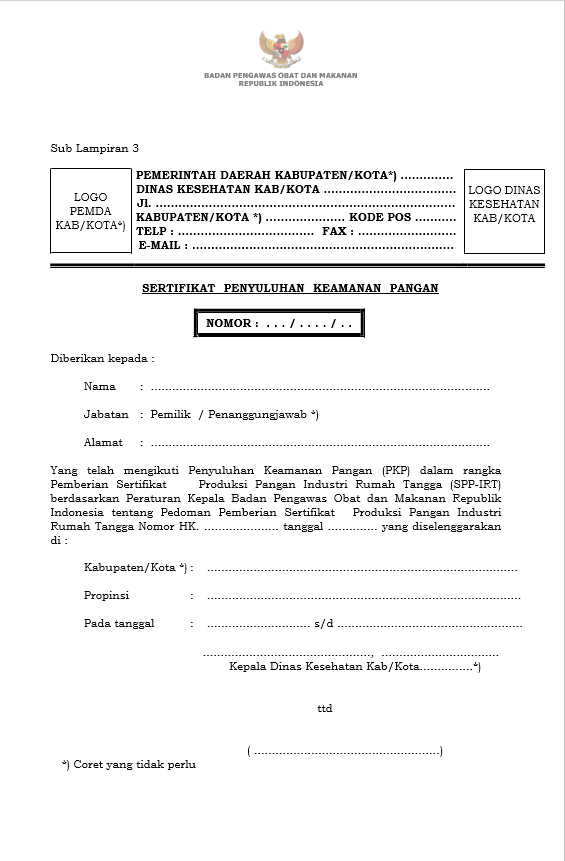 BADAN PENGAWAS OBAT DAN MAKANAN
REPUBLIK INDONESIA
Sub Lampiran 3
LOGO
PEMDA
KAB/KOTA*)
PEMERINTAH DAERAH KABUPATEN/KOTA*) ..............
DINAS KESEHATAN KAB/KOTA ...................................
Jl. ................................................................................
KABUPATEN/KOTA *) ..................... KODE POS ...........
TELP : .................................... FAX : ..........................
E-MAIL : ......................................................................
LOGO DINAS
KESEHATAN
KAB/KOTA
SERTIFIKAT PENYULUHAN KEAMANAN PANGAN
NOMOR : . . . / . . . . / . .
Diberikan kepada :
Nama : ................................................................................................
Jabatan : Pemilik / Penanggungjawab *)
Alamat : ................................................................................................
Yang telah mengikuti Penyuluhan Keamanan Pangan (PKP) dalam rangka
Pemberian Sertifikat Produksi Pangan Industri Rumah Tangga (SPP-IRT)
berdasarkan Peraturan Kepala Badan Pengawas Obat dan Makanan Republik
Indonesia tentang Pedoman Pemberian Sertifikat Produksi Pangan Industri
Rumah Tangga Nomor HK. ..................... tanggal .............. yang diselenggarakan
di :
Kabupaten/Kota *) : ........................................................................................
Propinsi : .........................................................................................
Pada tanggal : ............................. s/d ....................................................
..............................................., .................................
Kepala Dinas Kesehatan Kab/Kota...............*)
ttd
( ....................................................)
*) Coret yang tidak perlu